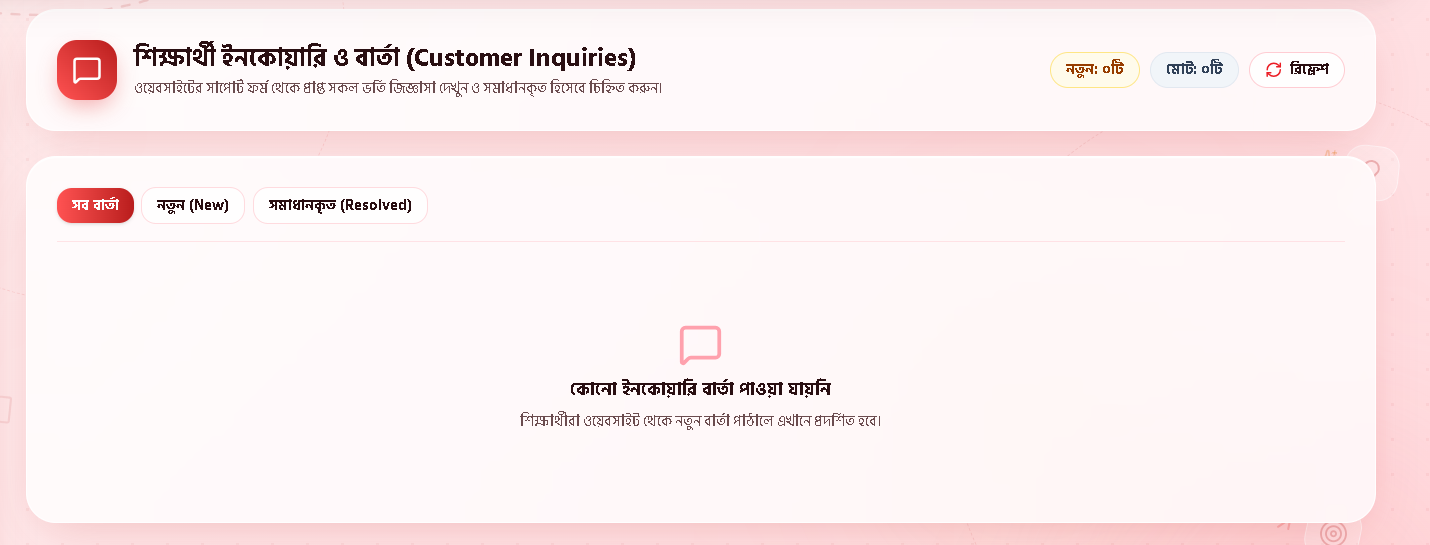 শিক্ষার্থী ইনকোয়ারি ও বার্তা (Customer Inquiries)
ওয়েবসাইটের সাপোর্ট ফর্ম থেকে প্রাপ্ত সকল ভর্তি জিজ্ঞাসা দেখুন ও সমাধানকৃত হিসেবে চিহ্নিত করুন।
নতুন: ০টি
মোট: ০টি
রিফ্রেশ
A+
সব বার্তা
নতুন (New)
সমাধানকৃত (Resolved)
কোনো ইনকোয়ারি বার্তা পাওয়া যায়নি
শিক্ষার্থীরা ওয়েবসাইট থেকে নতুন বার্তা পাঠালে এখানে প্রদর্শিত হবে।